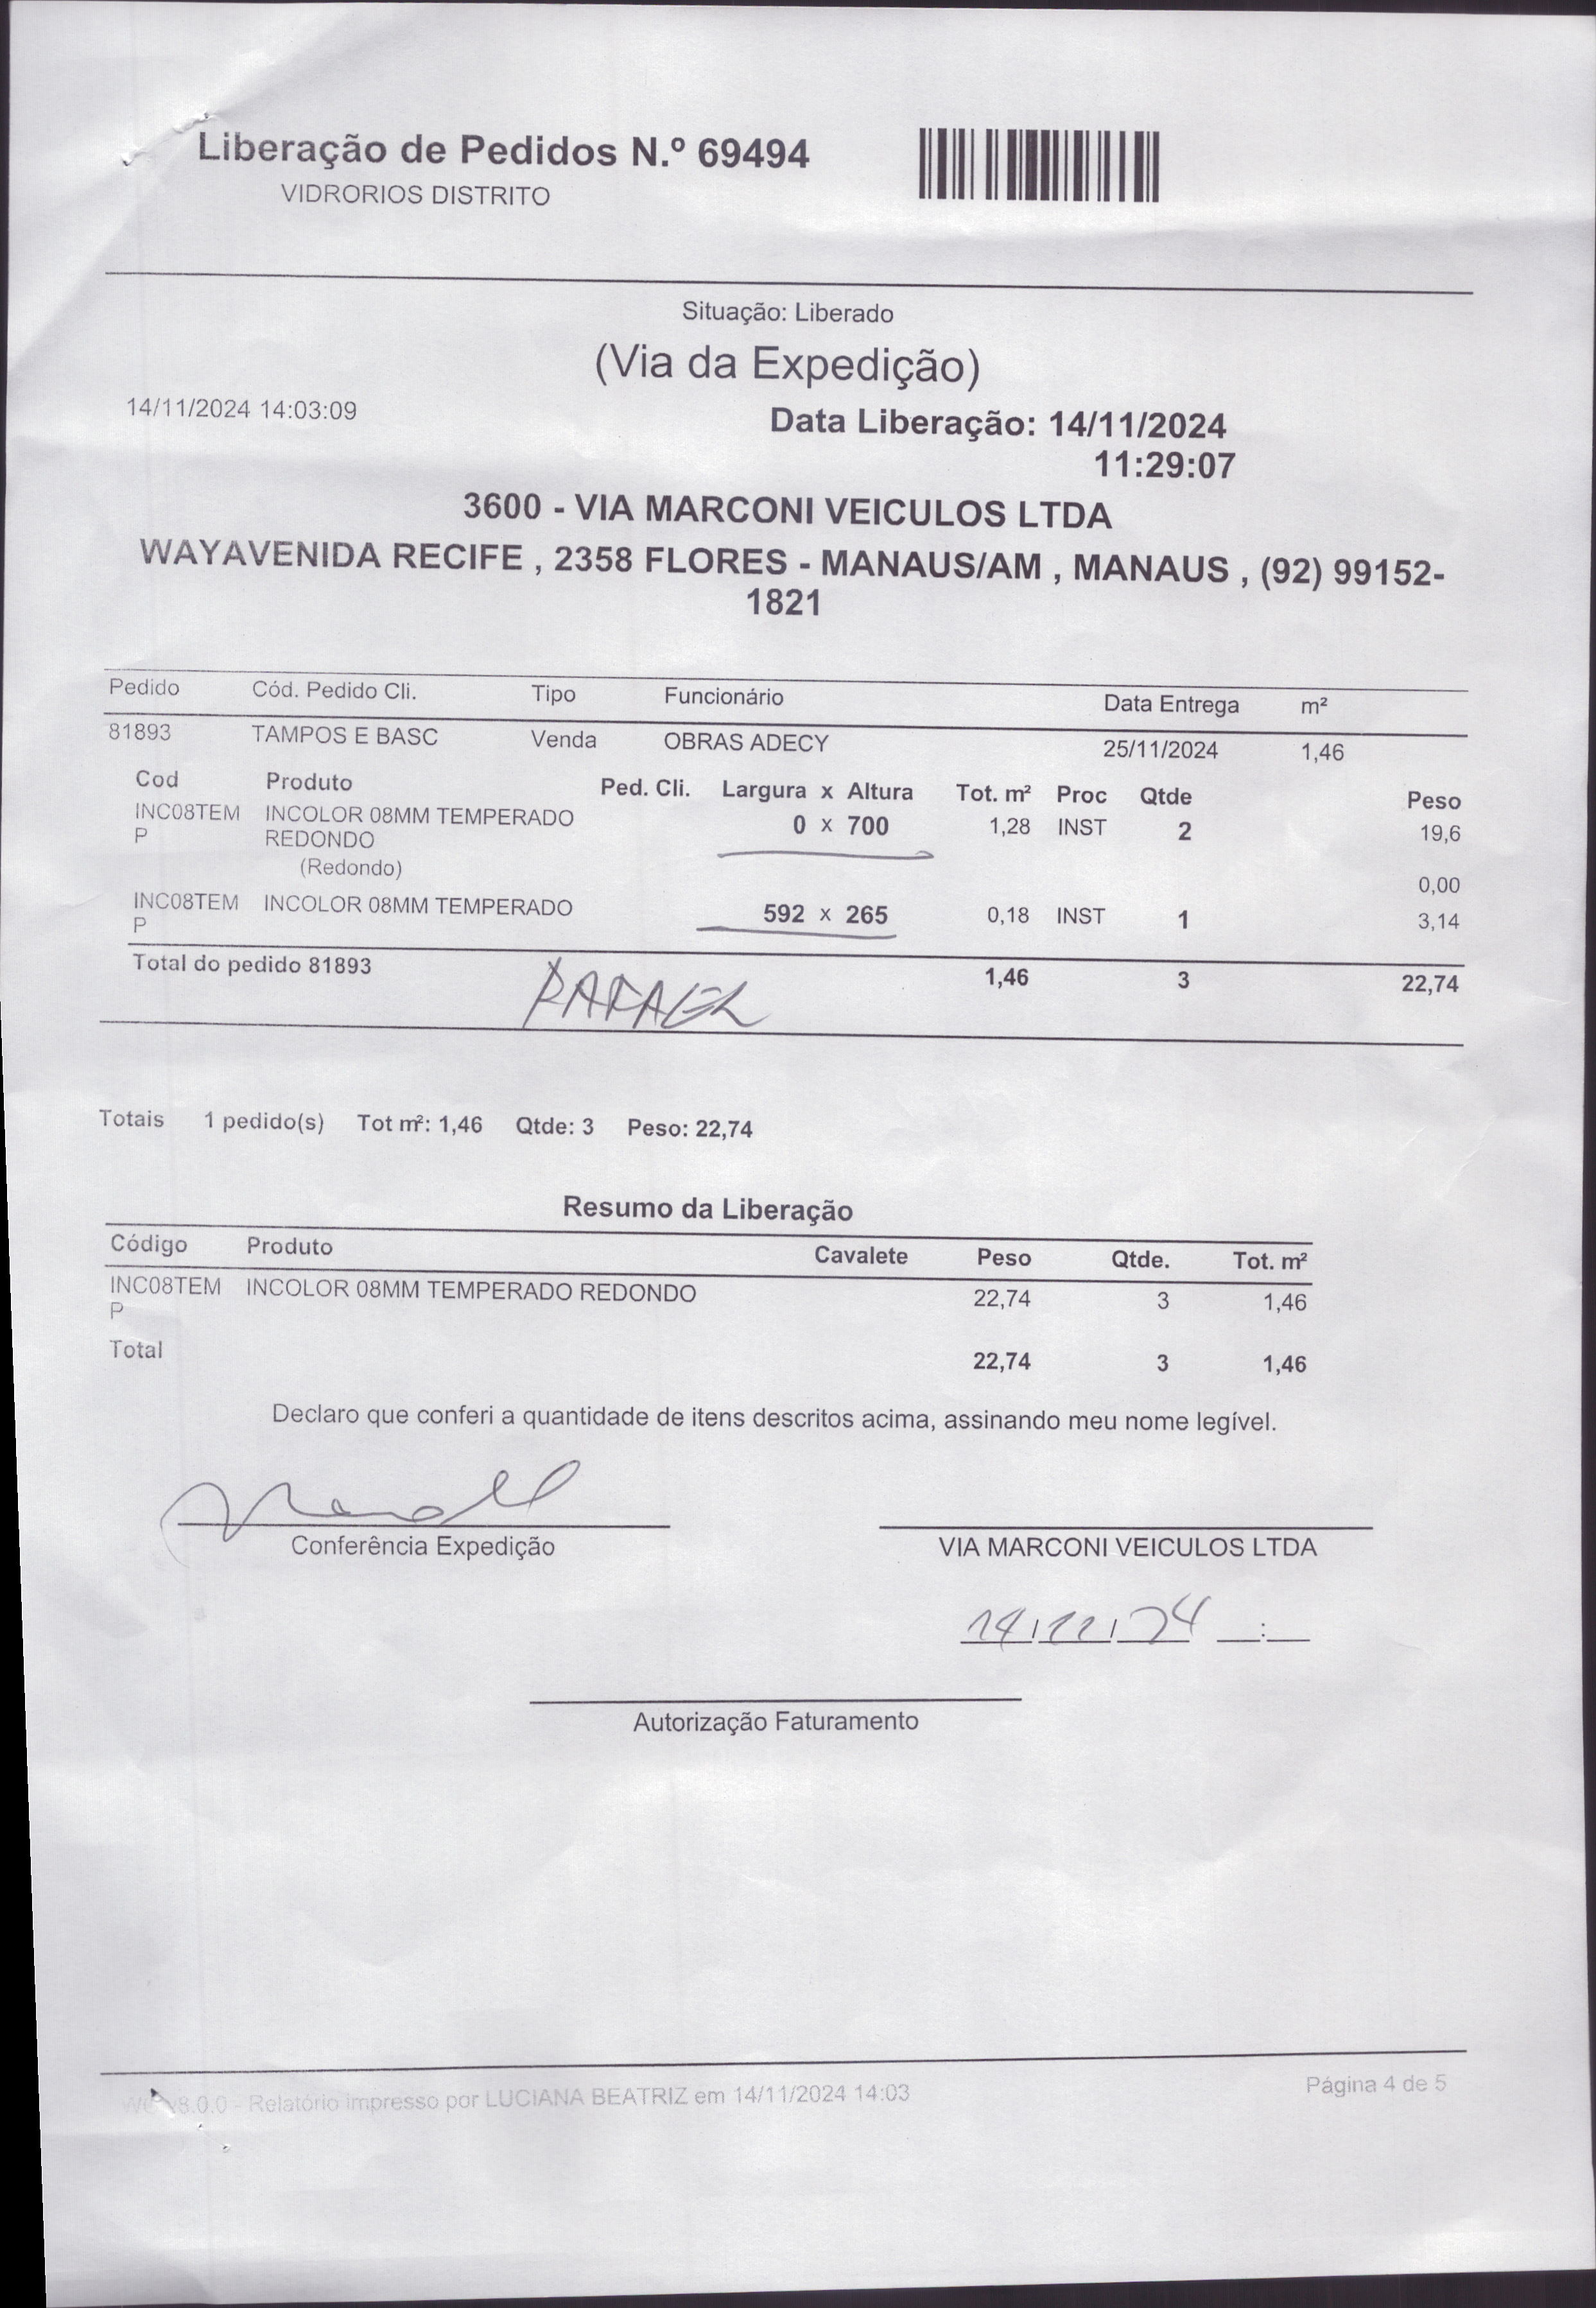 Liberação de Pedidos N.º 69494
VIDRORIOS DISTRITO
Situação: Liberado
(Via da Expedição)
14/11/2024 14:03:09
Data Liberação: 14/11/2024
11:29:07
3600 - VIA MARCONI VEICULOS LTDA
WAYAVENIDA RECIFE , 2358 FLORES - MANAUS/AM , MANAUS , (92) 99152-
1821
Pedido Cód. Pedido Cli. Tipo Funcionário Data Entrega m²
81893 TAMPOS E BASC Venda OBRAS ADECY 25/11/2024 1,46
Cod Produto Ped. Cli. Largura x Altura Tot. m² Proc Qtde Peso
INC08TEM INCOLOR 08MM TEMPERADO 0 x 700 1,28 INST 2 19,6
P REDONDO
(Redondo)
0,00
INC08TEM INCOLOR 08MM TEMPERADO 592 x 265 0,18 INST 1 3,14
P
Total do pedido 81893 1,46 3 22,74
RAFAEL
Totais 1 pedido(s) Tot m²: 1,46 Qtde: 3 Peso: 22,74
Resumo da Liberação
Código Produto Cavalete Peso Qtde. Tot. m²
INC08TEM INCOLOR 08MM TEMPERADO REDONDO 22,74 3 1,46
P
Total 22,74 3 1,46
Declaro que conferi a quantidade de itens descritos acima, assinando meu nome legível.
Conferência Expedição VIA MARCONI VEICULOS LTDA
14/11/24 __:__
Autorização Faturamento
v8.0.0 - Relatório impresso por LUCIANA BEATRIZ em 14/11/2024 14:03 Página 4 de 5